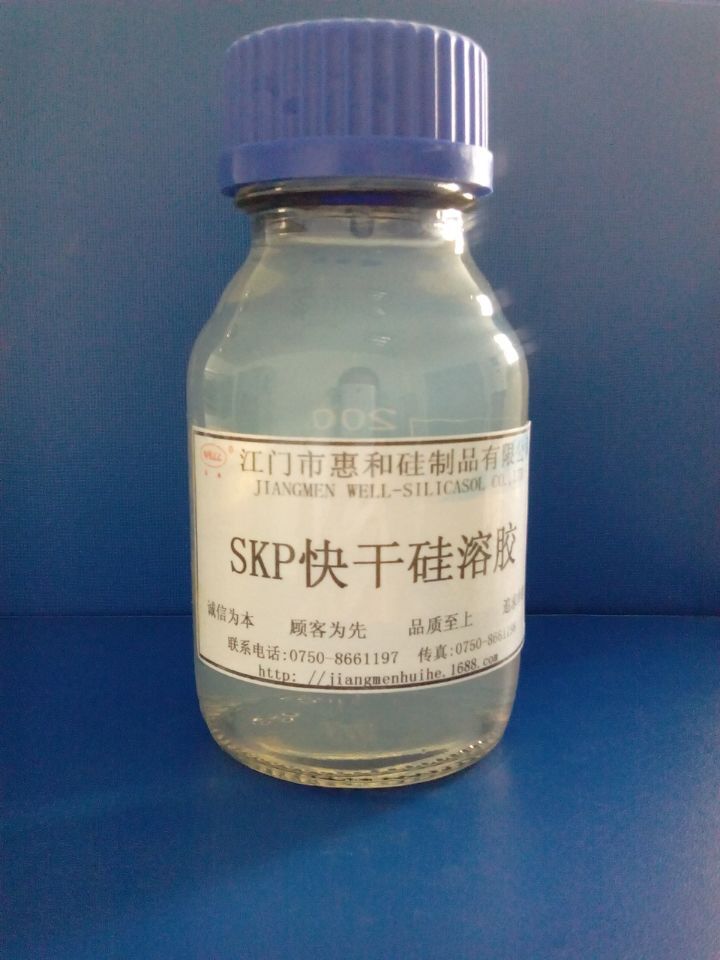 200
江门市惠和硅制品有限
JIANGMEN WELL-SILICASOL CO.,
SKP快干硅溶胶
诚信为本 顾客为先 品质至上
联系电话:0750-8661197 传真:0750-8661198
http: //jiangmenhuihe.1688.com